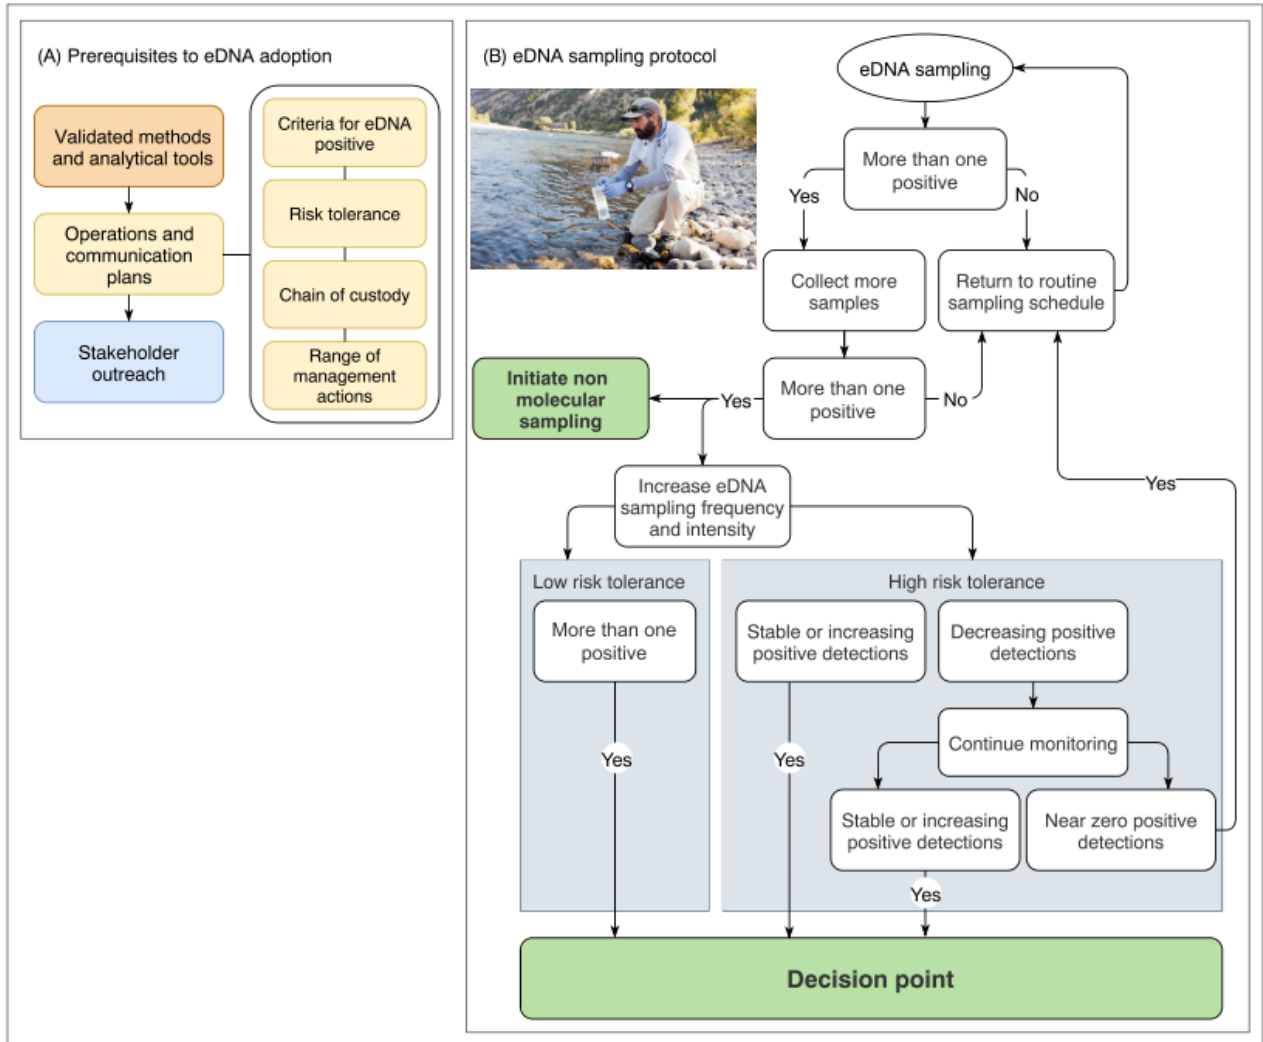 (A) Prerequisites to eDNA adoption
Validated methods
and analytical tools
Operations and
communication
plans
Stakeholder
outreach
Criteria for eDNA
positive
Risk tolerance
Chain of custody
Range of
management
actions
(B) eDNA sampling protocol
eDNA sampling
More than one
positive
Yes
No
Collect more
samples
Return to routine
sampling schedule
More than one
positive
Yes
No
Initiate non
molecular
sampling
Increase eDNA
sampling frequency
and intensity
Yes
Low risk tolerance
More than one
positive
Yes
High risk tolerance
Stable or increasing
positive detections
Yes
Decreasing positive
detections
Continue monitoring
Stable or increasing
positive detections
Yes
Near zero positive
detections
Decision point